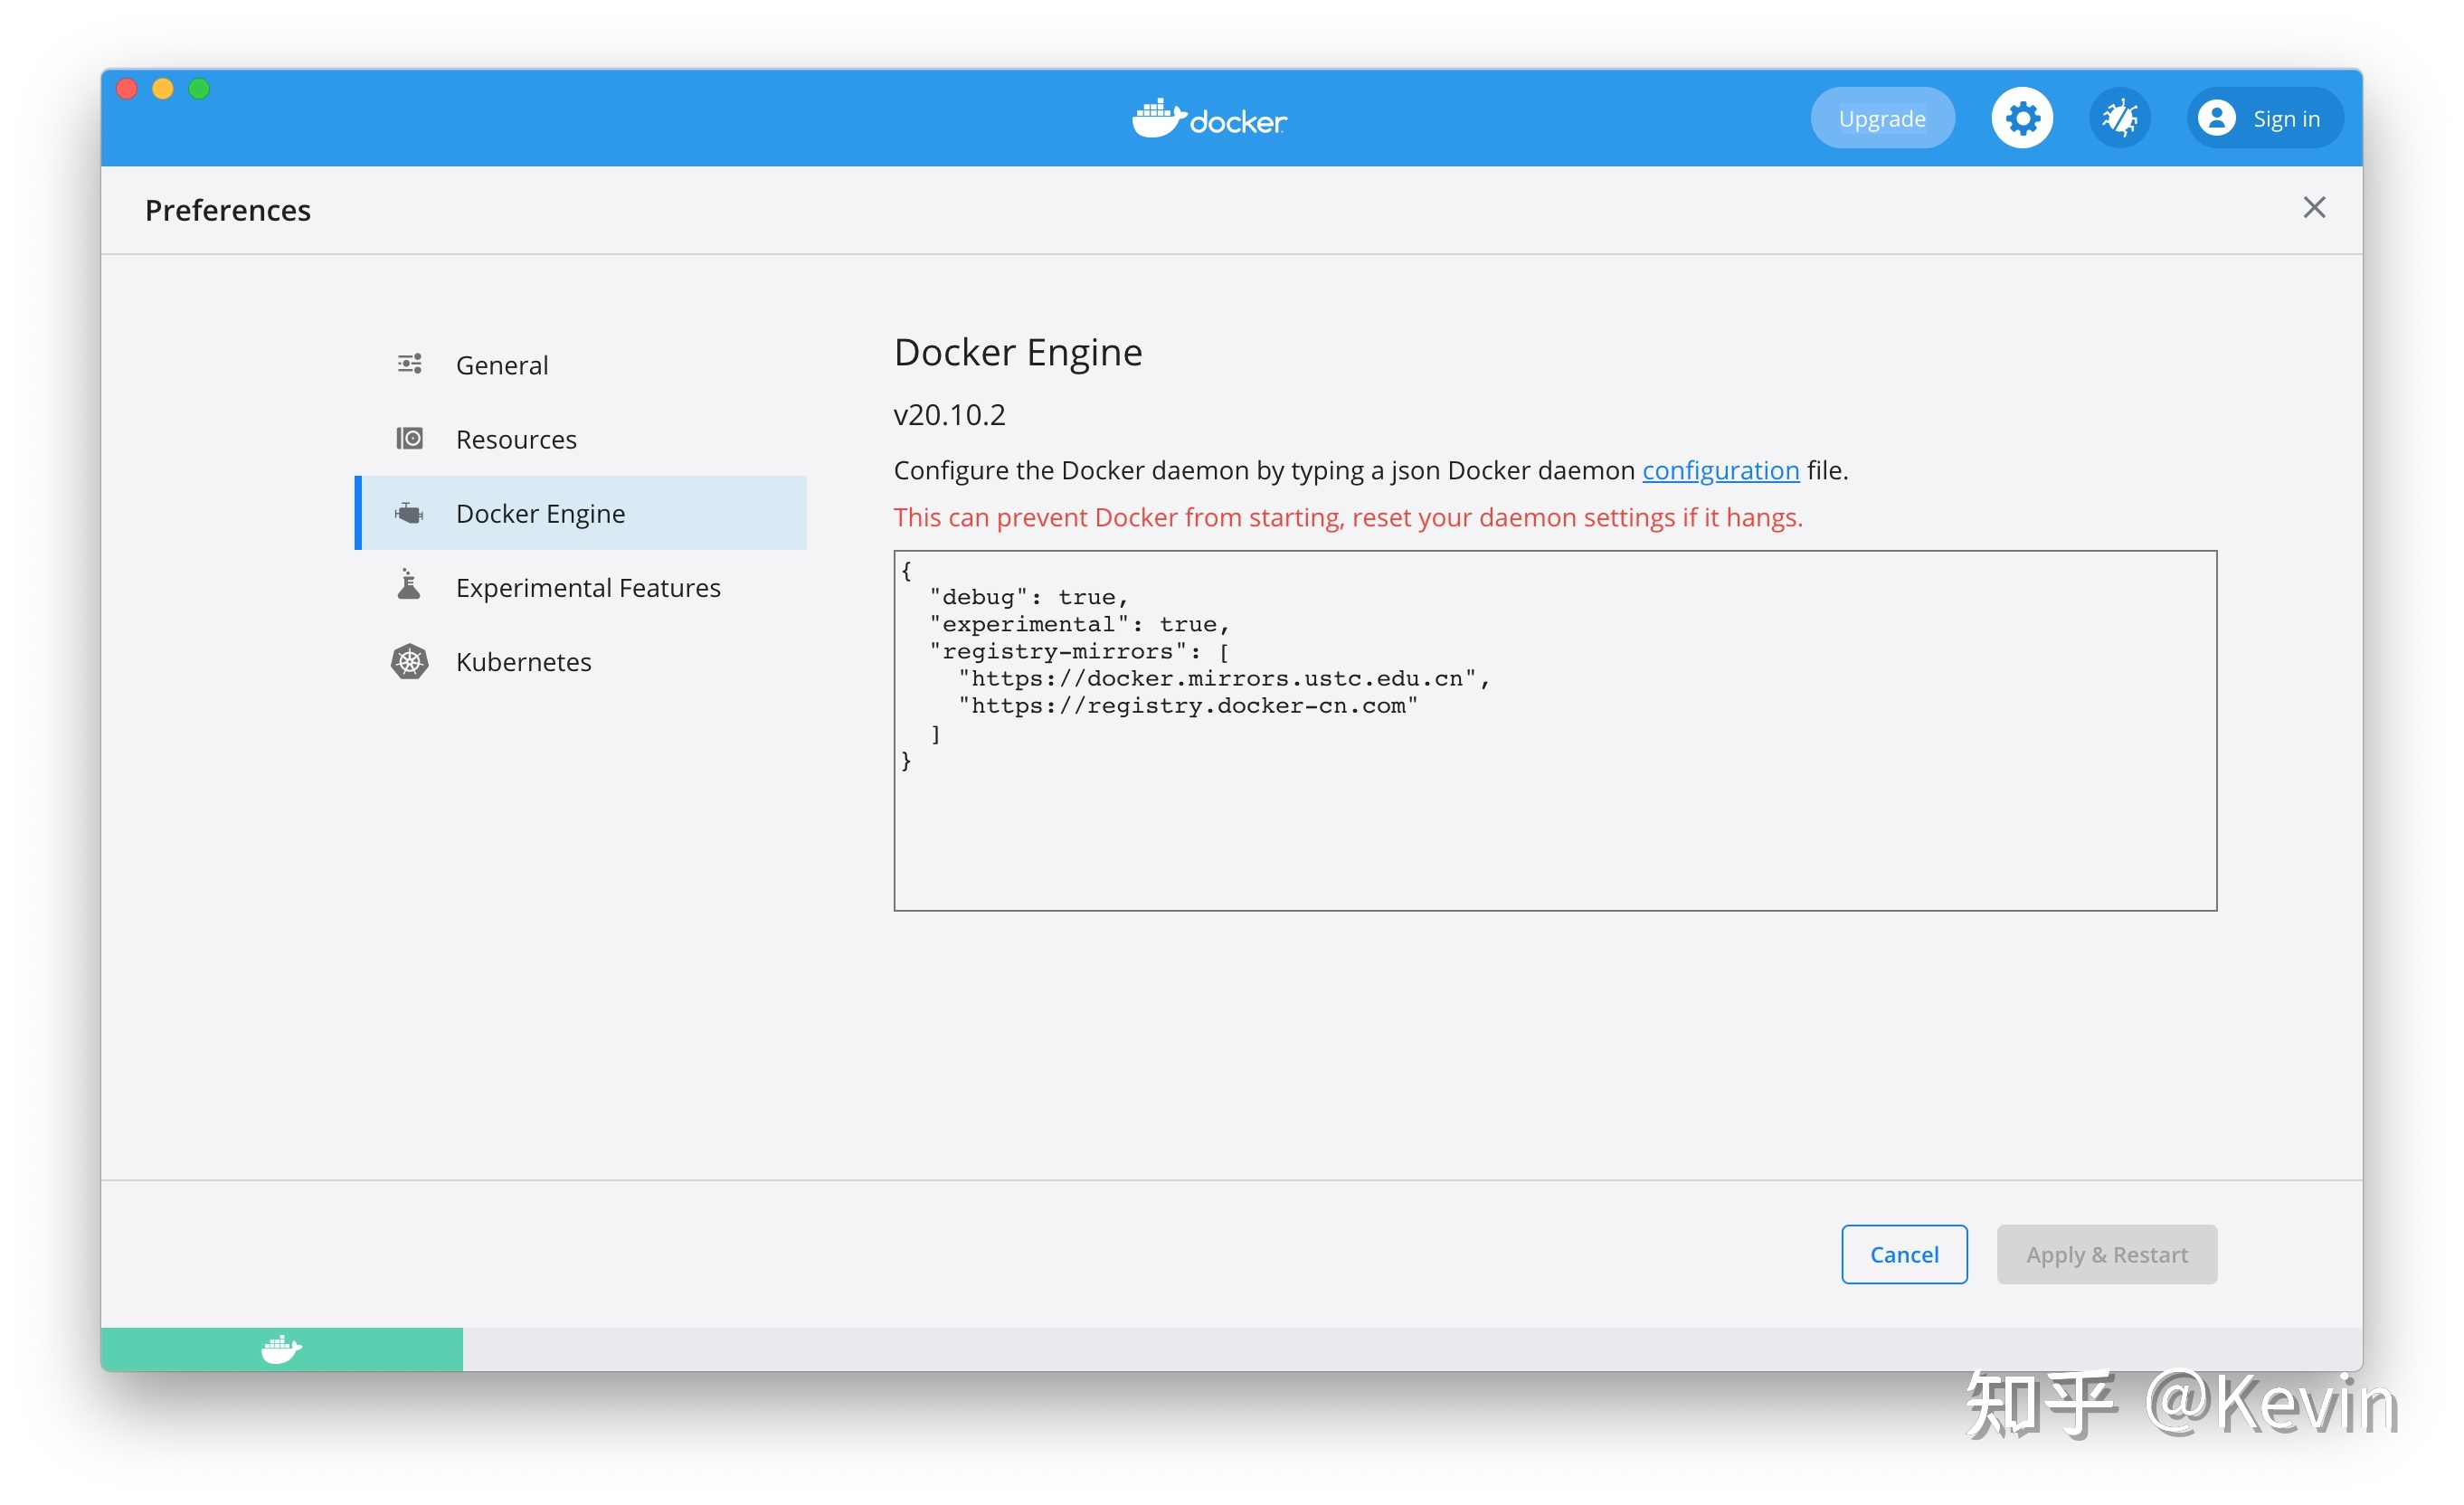 docker
Upgrade
Sign in
Preferences
General
Resources
Docker Engine
Experimental Features
Kubernetes
Docker Engine
v20.10.2
Configure the Docker daemon by typing a json Docker daemon configuration file.
This can prevent Docker from starting, reset your daemon settings if it hangs.
{
  "debug": true,
  "experimental": true,
  "registry-mirrors": [
    "https://docker.mirrors.ustc.edu.cn",
    "https://registry.docker-cn.com"
  ]
}
Cancel
Apply & Restart
知乎 @Kevin